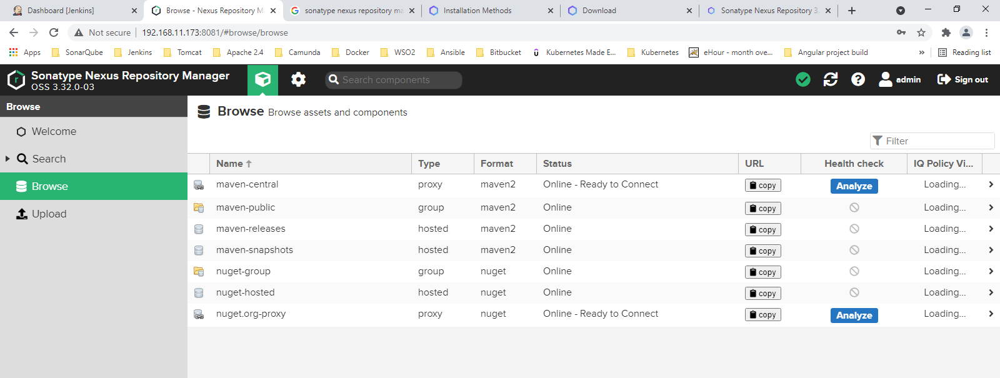 Dashboard [Jenkins]
Browse - Nexus Repository M
sonatype nexus repository ma
Installation Methods
Download
Sonatype Nexus Repository 3.
Not secure
192.168.11.173:8081/#browse/browse
Apps
SonarQube
Jenkins
Tomcat
Apache 2.4
Camunda
Docker
WSO2
Ansible
Bitbucket
Kubernetes Made E...
Kubernetes
eHour - month ove...
Angular project build
»
Reading list
Sonatype Nexus Repository Manager
OSS 3.32.0-03
Search components
admin
Sign out
Browse
Welcome
Search
Browse
Upload
Browse Browse assets and components
Filter
Name Type Format Status URL Health check IQ Policy Vi...
maven-central proxy maven2 Online - Ready to Connect copy Analyze Loading...
maven-public group maven2 Online copy Loading...
maven-releases hosted maven2 Online copy Loading...
maven-snapshots hosted maven2 Online copy Loading...
nuget-group group nuget Online copy Loading...
nuget-hosted hosted nuget Online copy Loading...
nuget.org-proxy proxy nuget Online - Ready to Connect copy Analyze Loading...